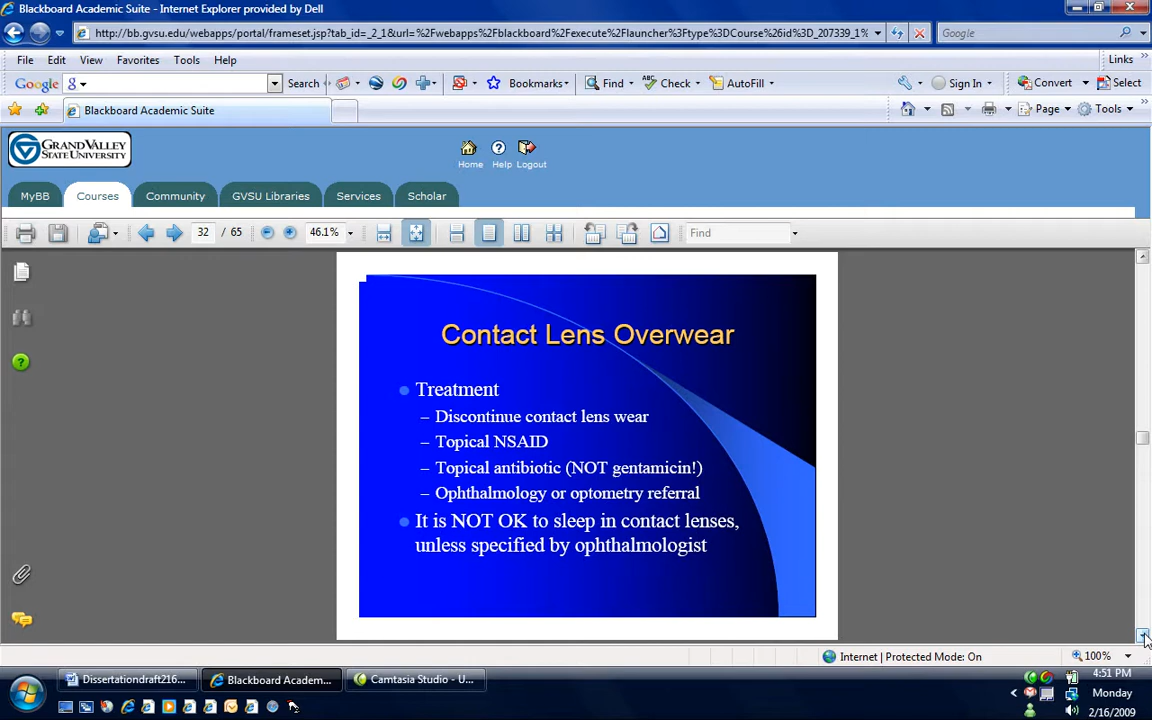 Blackboard Academic Suite - Internet Explorer provided by Dell
http://bb.gvsu.edu/webapps/portal/frameset.jsp?tab_id=_2_1&url=%2Fwebapps%2Fblackboard%2Fexecute%2Flauncher%3Ftype%3DCourse%26id%3D_207339_1%
Google
File Edit View Favorites Tools Help
Links
Google
Search
Bookmarks
Find
Check
AutoFill
Sign In
Convert
Select
Blackboard Academic Suite
Page
Tools
GRAND VALLEY
STATE UNIVERSITY
Home Help Logout
MyBB Courses Community GVSU Libraries Services Scholar
32 / 65
46.1%
Find
Contact Lens Overwear
Treatment
– Discontinue contact lens wear
– Topical NSAID
– Topical antibiotic (NOT gentamicin!)
– Ophthalmology or optometry referral
It is NOT OK to sleep in contact lenses,
unless specified by ophthalmologist
Internet | Protected Mode: On
100%
Dissertationdraft216...
Blackboard Academ...
Camtasia Studio - U...
4:51 PM
Monday
2/16/2009